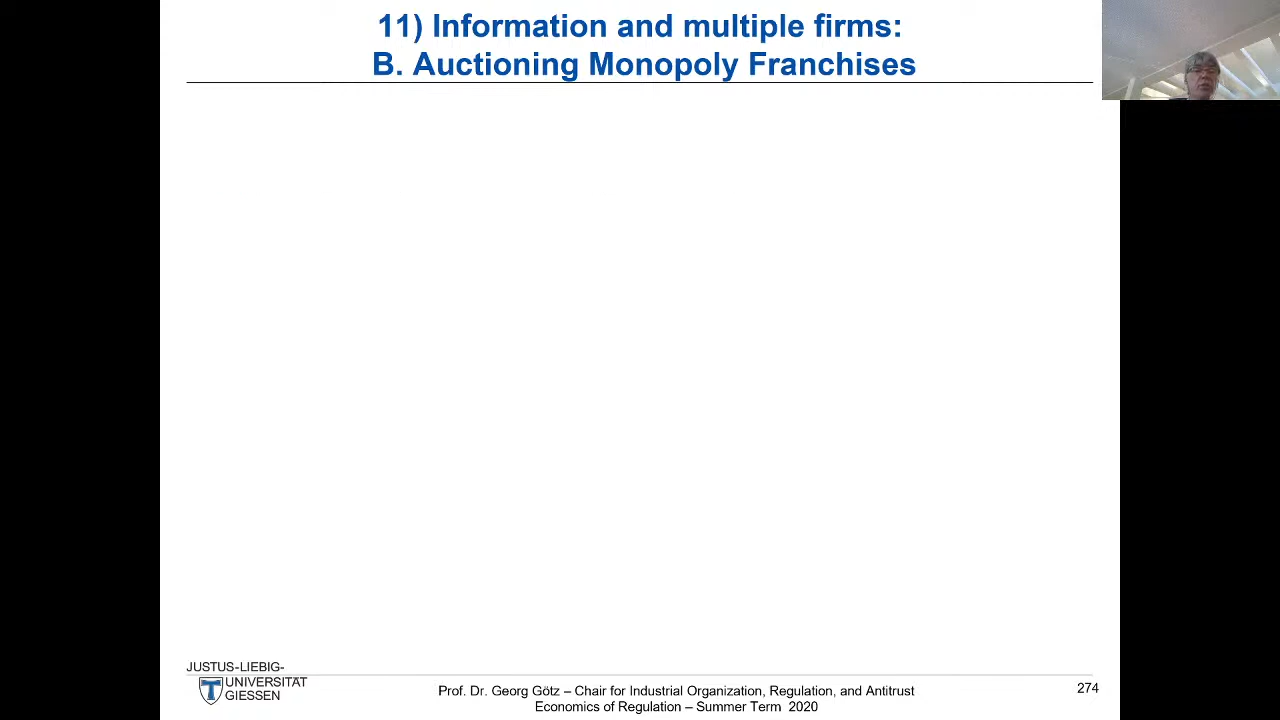 11) Information and multiple firms:
B. Auctioning Monopoly Franchises
JUSTUS-LIEBIG-
UNIVERSITÄT
GIESSEN
Prof. Dr. Georg Götz – Chair for Industrial Organization, Regulation, and Antitrust
Economics of Regulation – Summer Term 2020
274